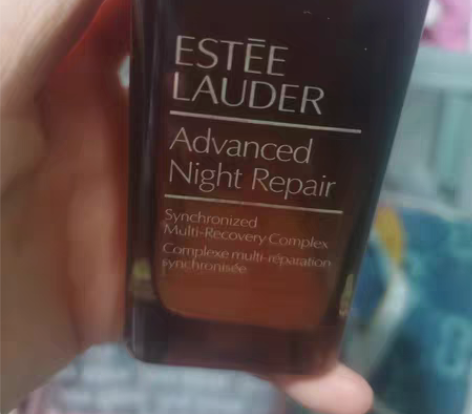 ESTĒE
LAUDER
Advanced
Night Repair
Synchronized
Multi-Recovery Complex
Complexe multi-réparation
synchronisée